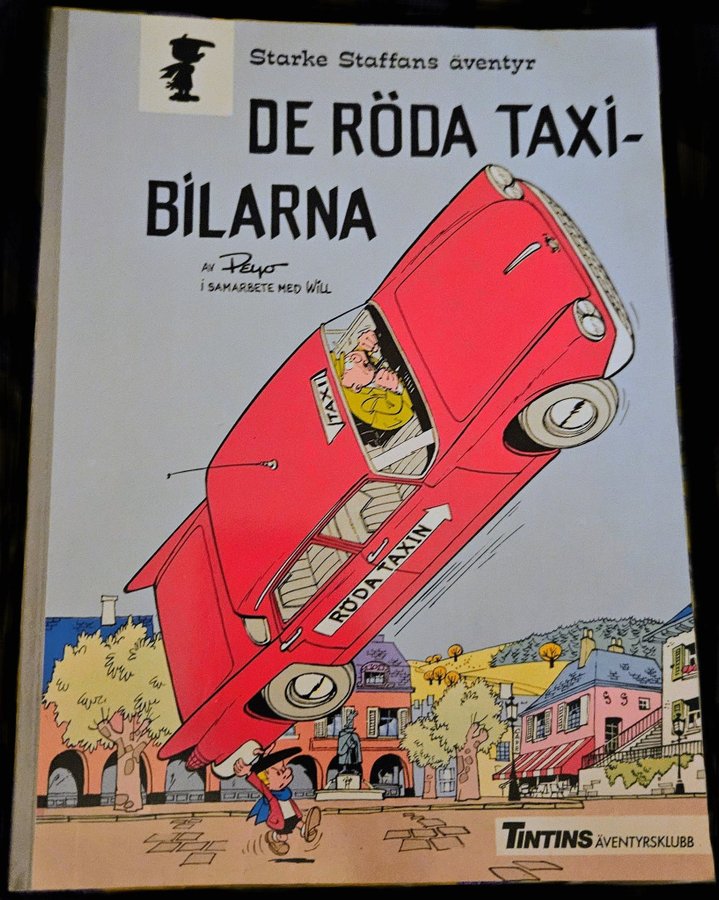 Starke Staffans äventyr
DE RÖDA TAXI-
BILARNA
AV Peyo
I SAMARBETE MED WILL
TAXI
RÖDA TAXIN
TINTINS ÄVENTYRSKLUBB